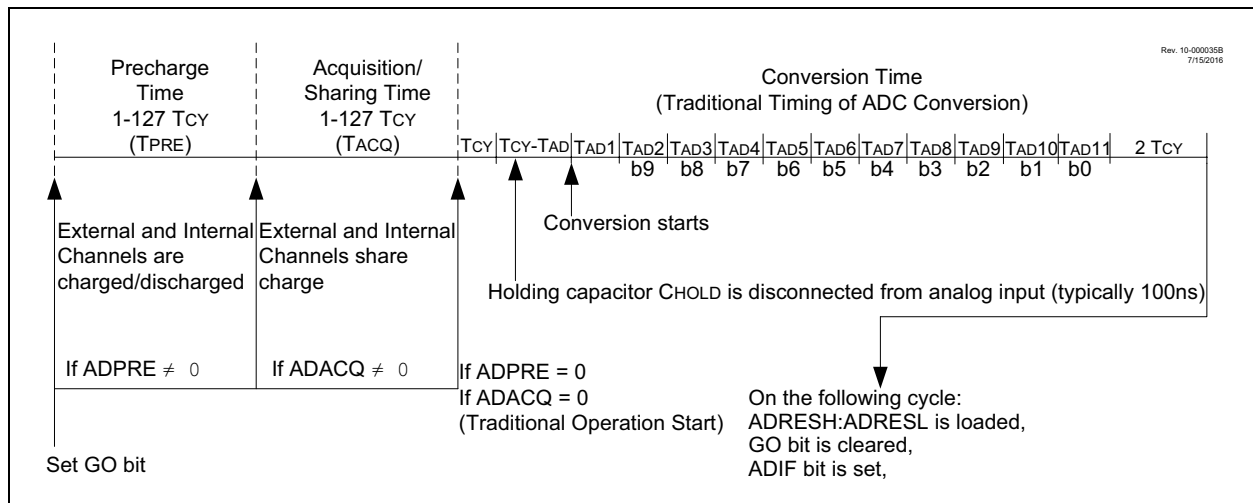 Rev. 10-000035B
7/15/2016
Precharge
Time
1-127 TCY
(TPRE)
Acquisition/
Sharing Time
1-127 TCY
(TACQ)
Conversion Time
(Traditional Timing of ADC Conversion)
TCY TCY-TAD TAD1 TAD2 TAD3 TAD4 TAD5 TAD6 TAD7 TAD8 TAD9 TAD10 TAD11 2 TCY
b9 b8 b7 b6 b5 b4 b3 b2 b1 b0
External and Internal
Channels are
charged/discharged
External and Internal
Channels share
charge
Conversion starts
Holding capacitor CHOLD is disconnected from analog input (typically 100ns)
If ADPRE ≠ 0
If ADACQ ≠ 0
If ADPRE = 0
If ADACQ = 0
(Traditional Operation Start)
On the following cycle:
ADRESH:ADRESL is loaded,
GO bit is cleared,
ADIF bit is set,
Set GO bit